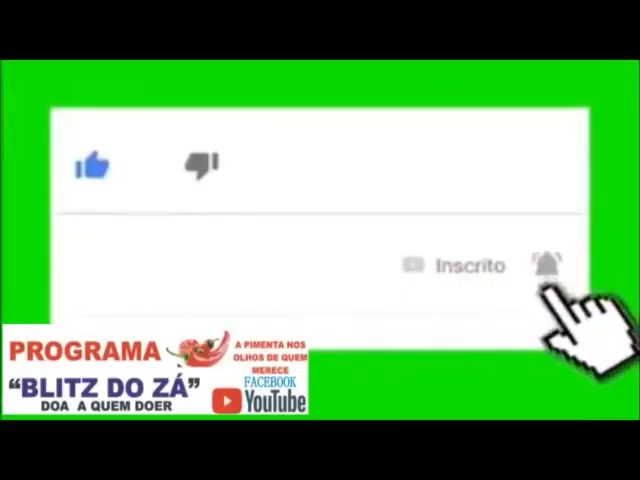 Inscrito
PROGRAMA
“BLITZ DO ZÁ”
DOA A QUEM DOER
A PIMENTA NOS
OLHOS DE QUEM
MERECE
FACEBOOK
YouTube